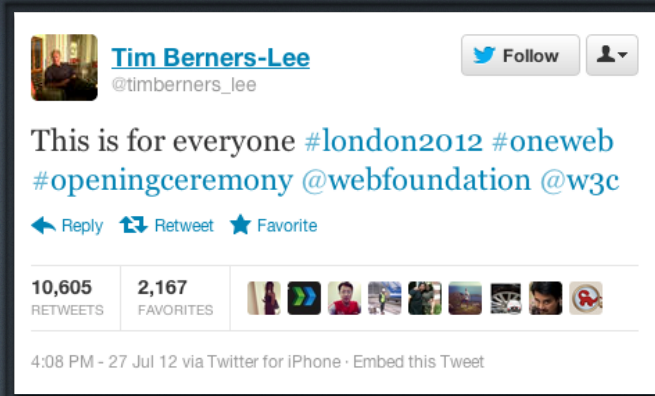 Tim Berners-Lee
@timberners_lee
Follow
This is for everyone #london2012 #oneweb
#openingceremony @webfoundation @w3c
Reply Retweet Favorite
10,605 2,167
RETWEETS FAVORITES
4:08 PM - 27 Jul 12 via Twitter for iPhone · Embed this Tweet